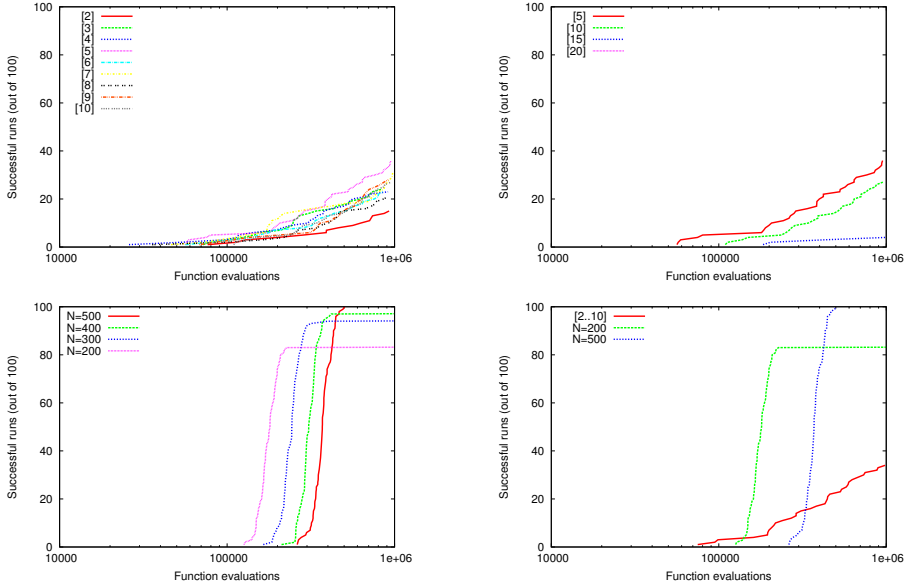 Successful runs (out of 100)
100
80
60
40
20
0
[2]
[3]
[4]
[5]
[6]
[7]
[8]
[9]
[10]
10000
100000
1e+06
Function evaluations
Successful runs (out of 100)
100
80
60
40
20
0
[5]
[10]
[15]
[20]
10000
100000
1e+06
Function evaluations
Successful runs (out of 100)
100
80
60
40
20
0
N=500
N=400
N=300
N=200
10000
100000
1e+06
Function evaluations
Successful runs (out of 100)
100
80
60
40
20
0
[2..10]
N=200
N=500
10000
100000
1e+06
Function evaluations